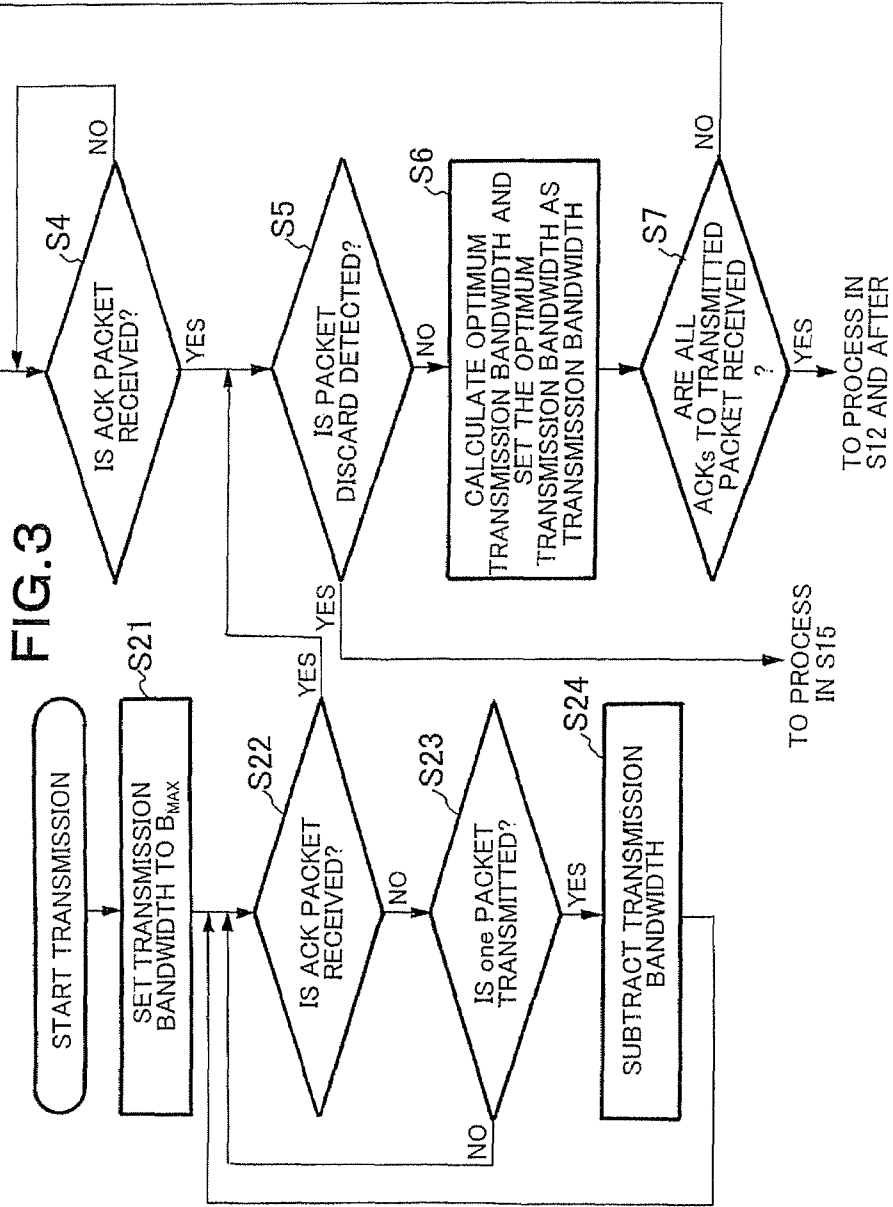 FIG.3
START TRANSMISSION
S21
SET TRANSMISSION
BANDWIDTH TO BMAX
S22
IS ACK PACKET
RECEIVED?
YES
NO
S23
IS one PACKET
TRANSMITTED?
NO
YES
S24
SUBTRACT TRANSMISSION
BANDWIDTH
S4
IS ACK PACKET
RECEIVED?
NO
YES
S5
IS PACKET
DISCARD DETECTED?
YES
NO
TO PROCESS
IN S15
S6
CALCULATE OPTIMUM
TRANSMISSION BANDWIDTH AND
SET THE OPTIMUM
TRANSMISSION BANDWIDTH AS
TRANSMISSION BANDWIDTH
S7
ARE ALL
ACKs TO TRANSMITTED
PACKET RECEIVED
?
NO
YES
TO PROCESS IN
S12 AND AFTER